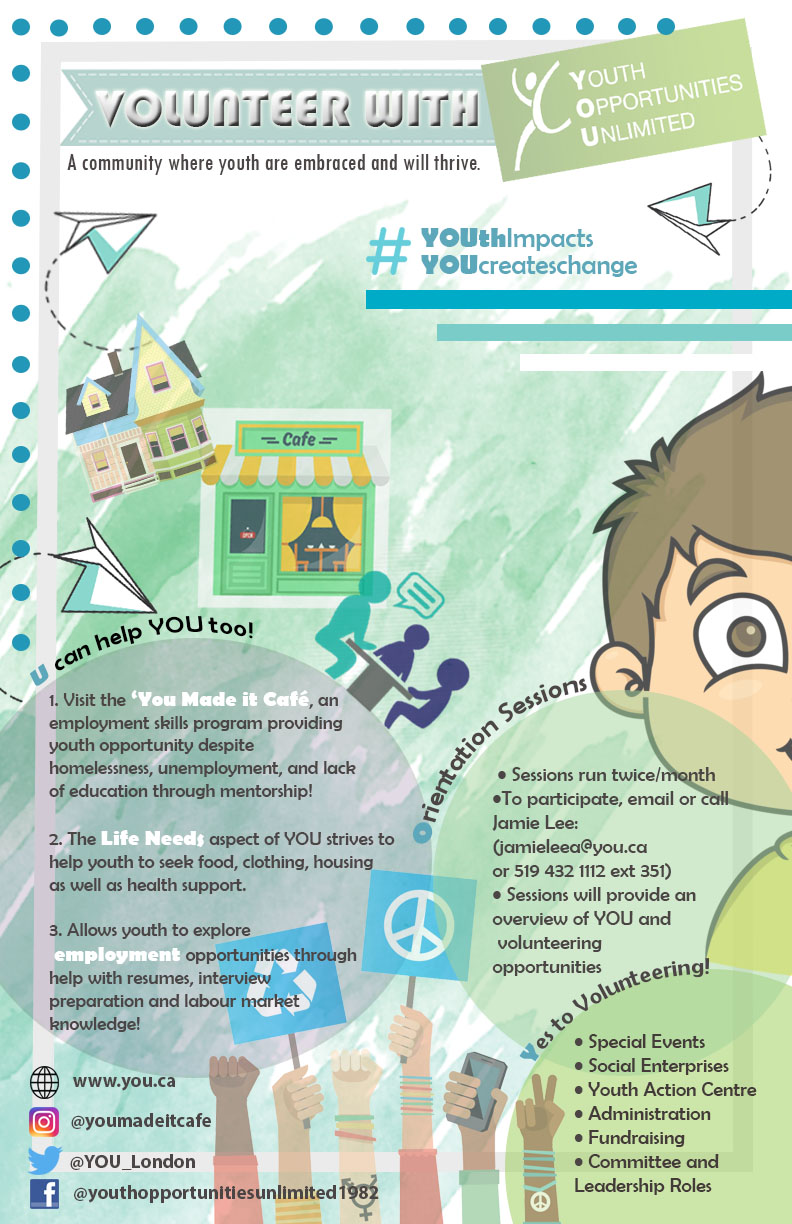 VOLUNTEER WITH
YOUTH
OPPORTUNITIES
UNLIMITED
A community where youth are embraced and will thrive.
# YOUthImpacts
YOUcreateschange
Cafe
OPEN
U can help YOU too!
1. Visit the ‘You Made it Café, an
employment skills program providing
youth opportunity despite
homelessness, unemployment, and lack
of education through mentorship!
2. The Life Needs aspect of YOU strives to
help youth to seek food, clothing, housing
as well as health support.
3. Allows youth to explore
employment opportunities through
help with resumes, interview
preparation and labour market
knowledge!
Orientation Sessions
• Sessions run twice/month
•To participate, email or call
Jamie Lee:
(jamieleea@you.ca
or 519 432 1112 ext 351)
• Sessions will provide an
overview of YOU and
volunteering
opportunities
Yes to Volunteering!
• Special Events
• Social Enterprises
• Youth Action Centre
• Administration
• Fundraising
• Committee and
Leadership Roles
www.you.ca
@youmadeitcafe
@YOU_London
@youthopportunitiesunlimited1982